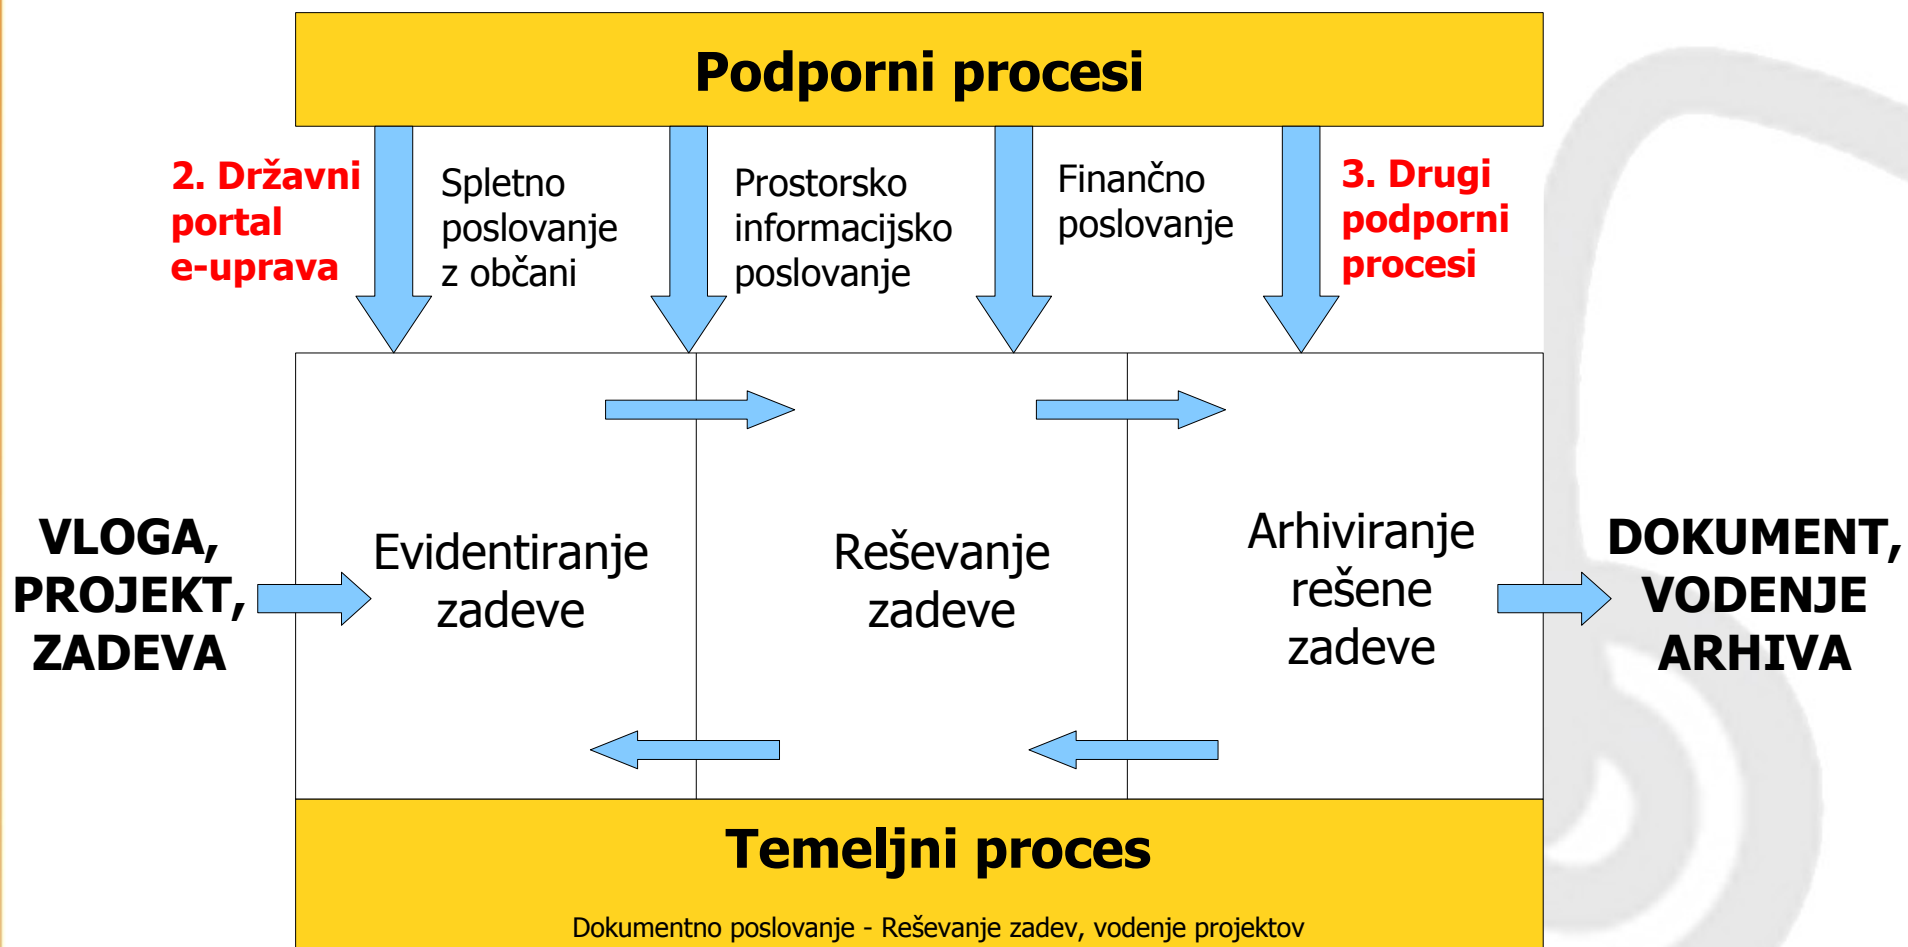 Podporni procesi
2. Državni
portal
e-uprava
Spletno
poslovanje
z občani
Prostorsko
informacijsko
poslovanje
Finančno
poslovanje
3. Drugi
podporni
procesi
VLOGA,
PROJEKT,
ZADEVA
Evidentiranje
zadeve
Reševanje
zadeve
Arhiviranje
rešene
zadeve
DOKUMENT,
VODENJE
ARHIVA
Temeljni proces
Dokumentno poslovanje - Reševanje zadev, vodenje projektov